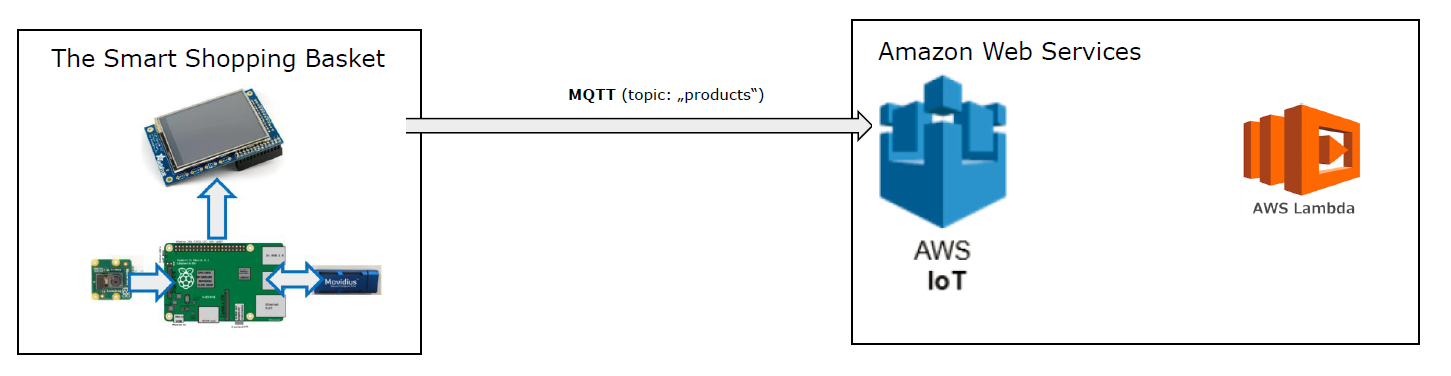 The Smart Shopping Basket
Movidius
MQTT (topic: „products“)
Amazon Web Services
AWS
IoT
AWS Lambda